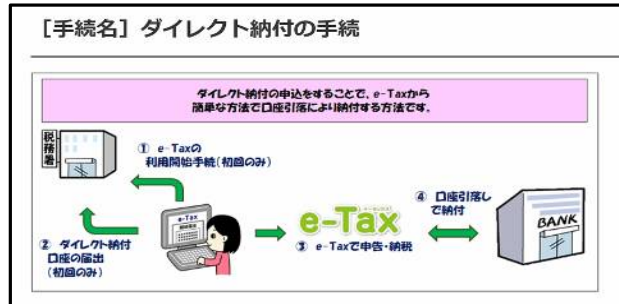 ［手続名］ダイレクト納付の手続
ダイレクト納付の申込をすることで、e-Taxから
簡単な方法で口座引落により納付する方法です。
税務署
① e-Taxの
利用開始手続(初回のみ)
② ダイレクト納付
口座の届出
(初回のみ)
e-Tax
e-Tax
③ e-Taxで申告・納税
④ 口座引落し
で納付
BANK